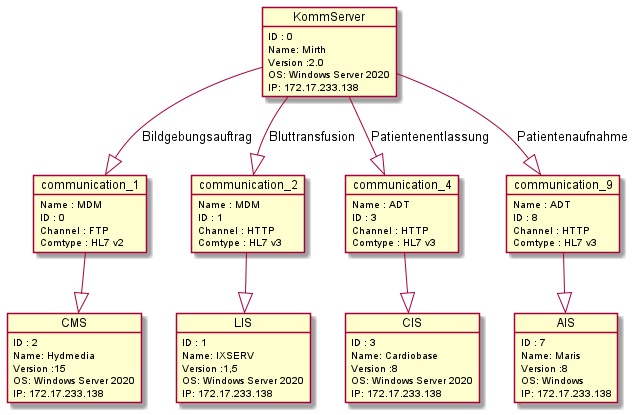 KommServer
ID : 0
Name: Mirth
Version :2.0
OS: Windows Server 2020
IP: 172.17.233.138
Bildgebungsauftrag
Bluttransfusion
Patientenentlassung
Patientenaufnahme
communication_1
Name : MDM
ID : 0
Channel : FTP
Comtype : HL7 v2
communication_2
Name : MDM
ID : 1
Channel : HTTP
Comtype : HL7 v3
communication_4
Name : ADT
ID : 3
Channel : HTTP
Comtype : HL7 v3
communication_9
Name : ADT
ID : 8
Channel : HTTP
Comtype : HL7 v3
CMS
ID : 2
Name: Hydmedia
Version :15
OS: Windows Server 2020
IP: 172.17.233.138
LIS
ID : 1
Name: IXSERV
Version :1,5
OS: Windows Server 2020
IP: 172.17.233.138
CIS
ID : 3
Name: Cardiobase
Version :8
OS: Windows Server 2020
IP: 172.17.233.138
AIS
ID : 7
Name: Maris
Version :8
OS: Windows
IP: 172.17.233.138